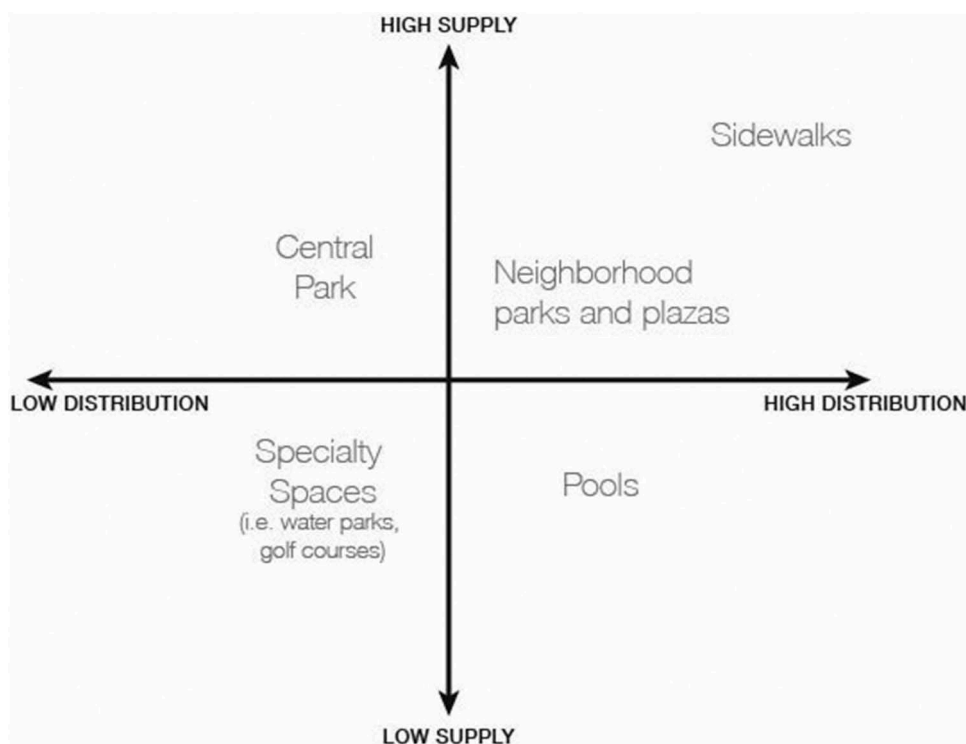 HIGH SUPPLY
Sidewalks
Central
Park
Neighborhood
parks and plazas
LOW DISTRIBUTION
HIGH DISTRIBUTION
Specialty
Spaces
(i.e. water parks,
golf courses)
Pools
LOW SUPPLY